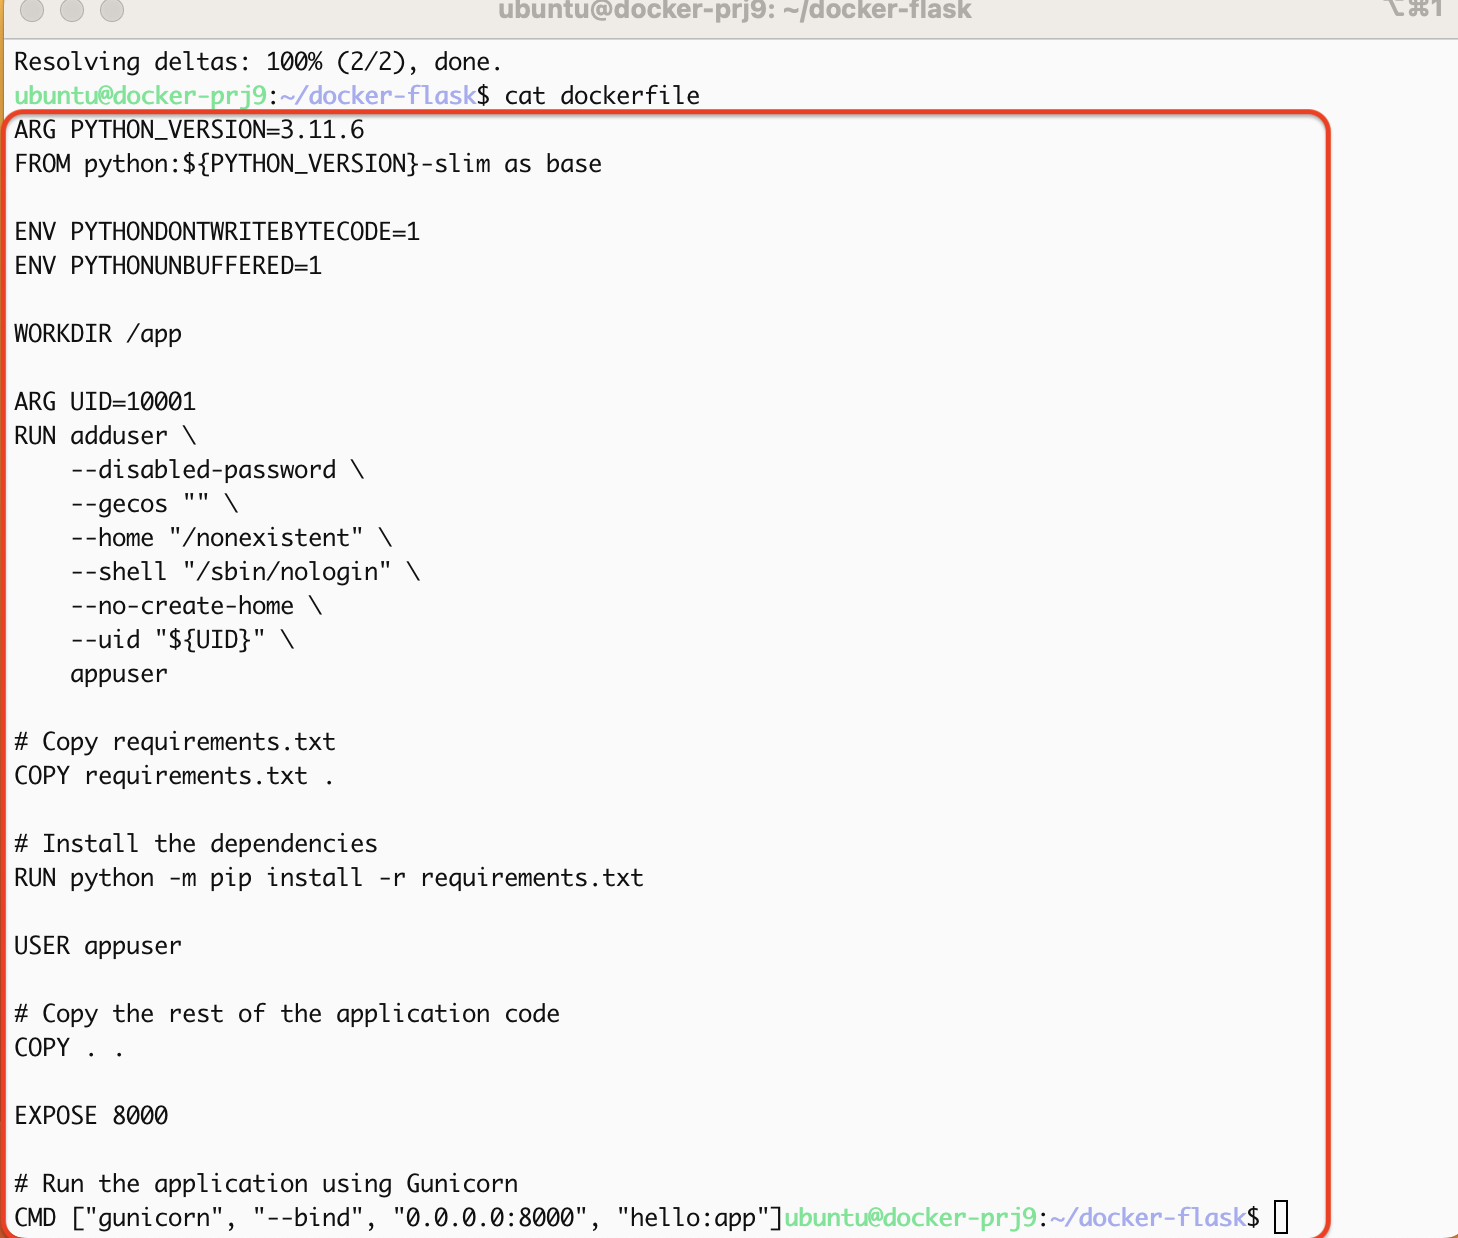 ubuntu@docker-prj9: ~/docker-flask
⌥⌘1
Resolving deltas: 100% (2/2), done.
ubuntu@docker-prj9:~/docker-flask$ cat dockerfile
ARG PYTHON_VERSION=3.11.6
FROM python:${PYTHON_VERSION}-slim as base

ENV PYTHONDONTWRITEBYTECODE=1
ENV PYTHONUNBUFFERED=1

WORKDIR /app

ARG UID=10001
RUN adduser \
    --disabled-password \
    --gecos "" \
    --home "/nonexistent" \
    --shell "/sbin/nologin" \
    --no-create-home \
    --uid "${UID}" \
    appuser

# Copy requirements.txt
COPY requirements.txt .

# Install the dependencies
RUN python -m pip install -r requirements.txt

USER appuser

# Copy the rest of the application code
COPY . .

EXPOSE 8000

# Run the application using Gunicorn
CMD ["gunicorn", "--bind", "0.0.0.0:8000", "hello:app"]ubuntu@docker-prj9:~/docker-flask$